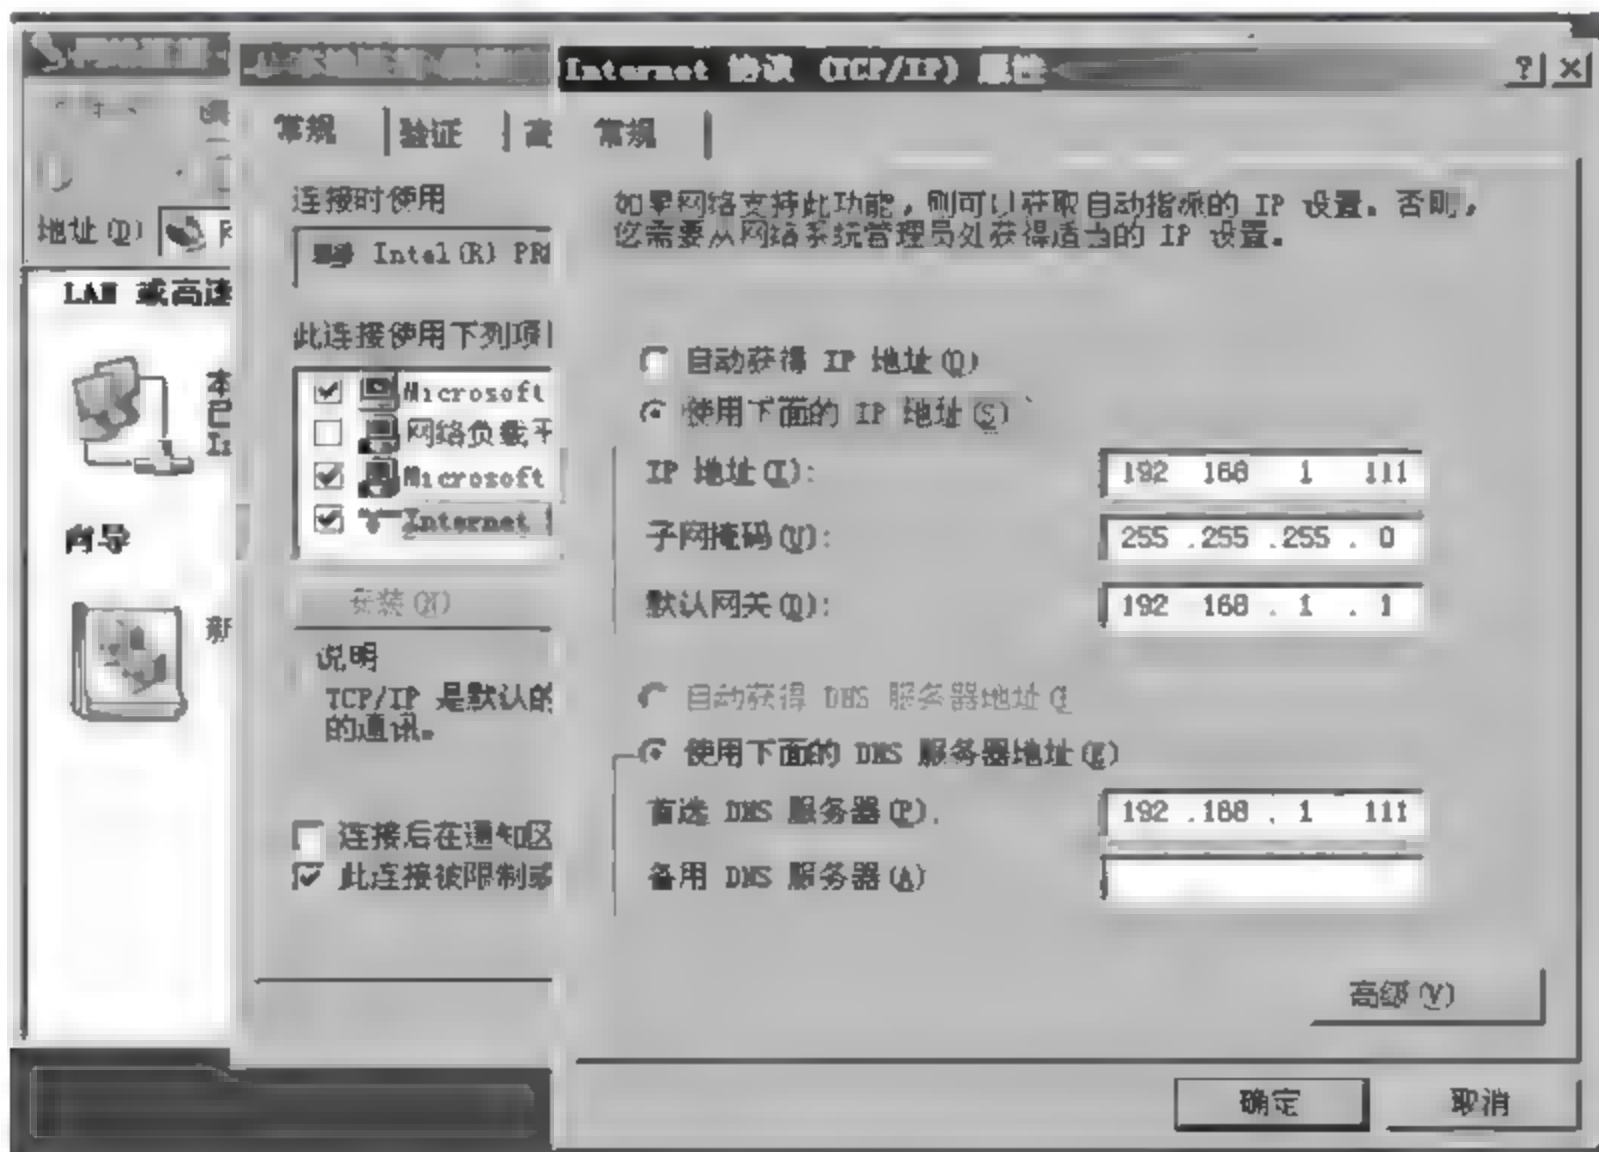 Internet 协议 (TCP/IP) 属性
常规
验证
常规
连接时使用
如果网络支持此功能，则可以获取自动指派的 IP 设置。否则，
您需要从网络系统管理员处获得适当的 IP 设置。
地址(D)
Intel(R) PR
LAN 或高速
此连接使用下列项
自动获得 IP 地址(O)
Microsoft
使用下面的 IP 地址(S)
网络负载平
IP 地址(I):
192 168 1 111
Microsoft
Internet
子网掩码(U):
255 .255 .255 . 0
向导
安装(N)
默认网关(D):
192 168 . 1 . 1
新
说明
TCP/IP 是默认的
的通讯。
自动获得 DNS 服务器地址(
使用下面的 DNS 服务器地址(E)
首选 DNS 服务器(P).
192 .168 . 1 111
连接后在通知区
此连接被限制或
备用 DNS 服务器(A)
高级(V)
确定
取消